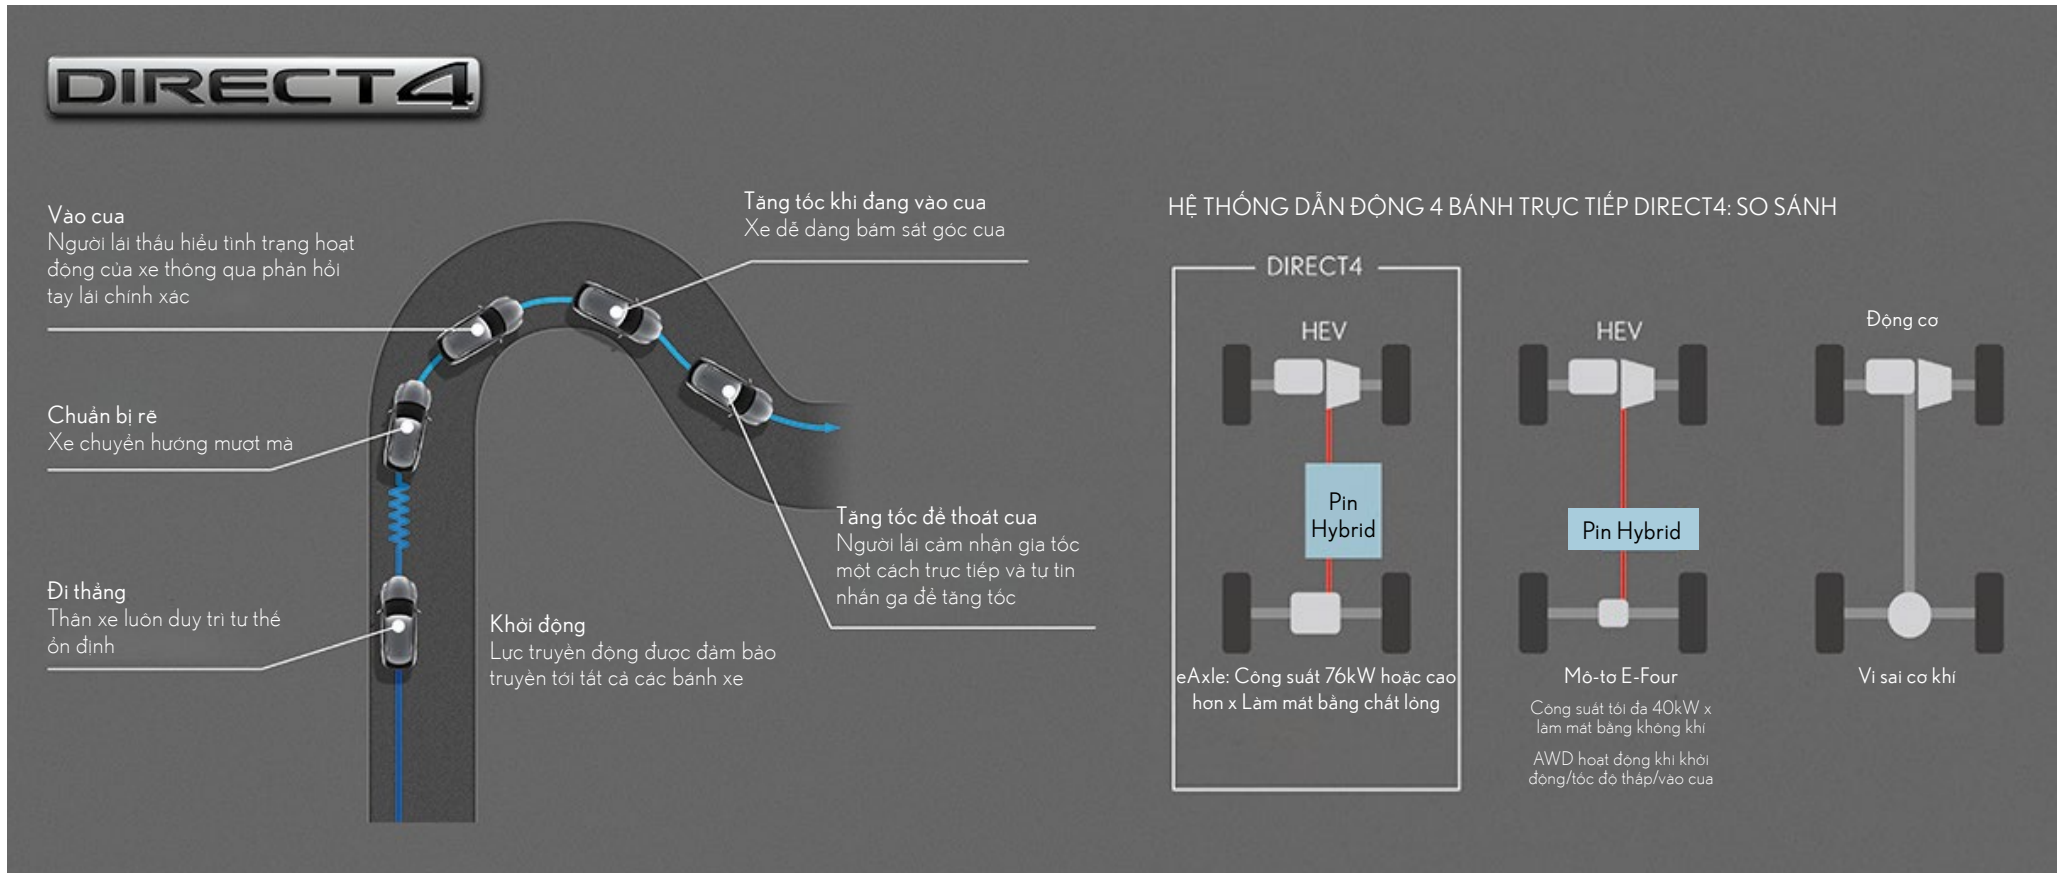 DIRECT4
Vào cua
Người lái thấu hiểu tình trạng hoạt
động của xe thông qua phản hồi
tay lái chính xác
Chuẩn bị rẽ
Xe chuyển hướng mượt mà
Đi thẳng
Thân xe luôn duy trì tư thế
ổn định
Khởi động
Lực truyền động được đảm bảo
truyền tới tất cả các bánh xe
Tăng tốc khi đang vào cua
Xe dễ dàng bám sát góc cua
Tăng tốc để thoát cua
Người lái cảm nhận gia tốc
một cách trực tiếp và tự tin
nhấn ga để tăng tốc
HỆ THỐNG DẪN ĐỘNG 4 BÁNH TRỰC TIẾP DIRECT4: SO SÁNH
DIRECT4
HEV
Pin
Hybrid
eAxle: Công suất 76kW hoặc cao
hơn x Làm mát bằng chất lỏng
HEV
Pin Hybrid
Mô-tơ E-Four
Công suất tối đa 40kW x
làm mát bằng không khí
AWD hoạt động khi khởi
động/tốc độ thấp/vào cua
Động cơ
Vi sai cơ khí